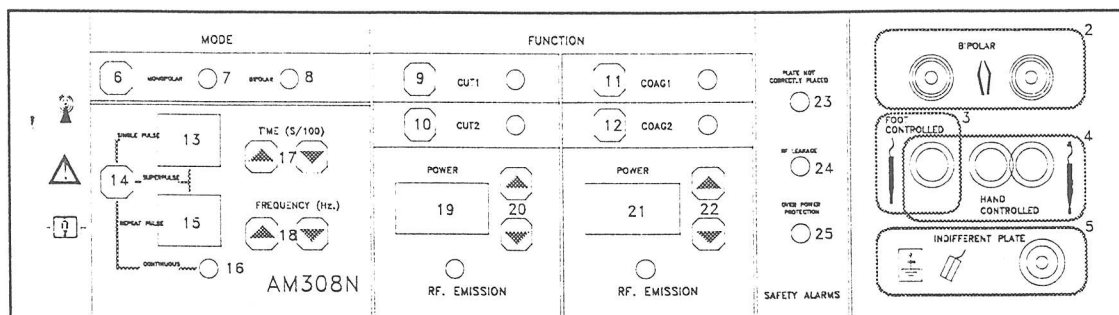 MODE
6 MONOPOLAR 7 BIPOLAR 8
SINGLE PULSE 13
TIME (S/100)
17
14 SUPERPULSE
REPEAT PULSE 15
FREQUENCY (Hz.)
18
CONTINUOUS 16
AM308N
FUNCTION
9 CUT1
11 COAG1
10 CUT2
12 COAG2
POWER
19 20
RF. EMISSION
POWER
21 22
RF. EMISSION
PLATE NOT
CORRECTLY PLACED
23
RF LEAKAGE
24
OVER POWER
PROTECTION
25
SAFETY ALARMS
2
BIPOLAR
3
FOOT
CONTROLLED
4
HAND
CONTROLLED
5
INDIFFERENT PLATE